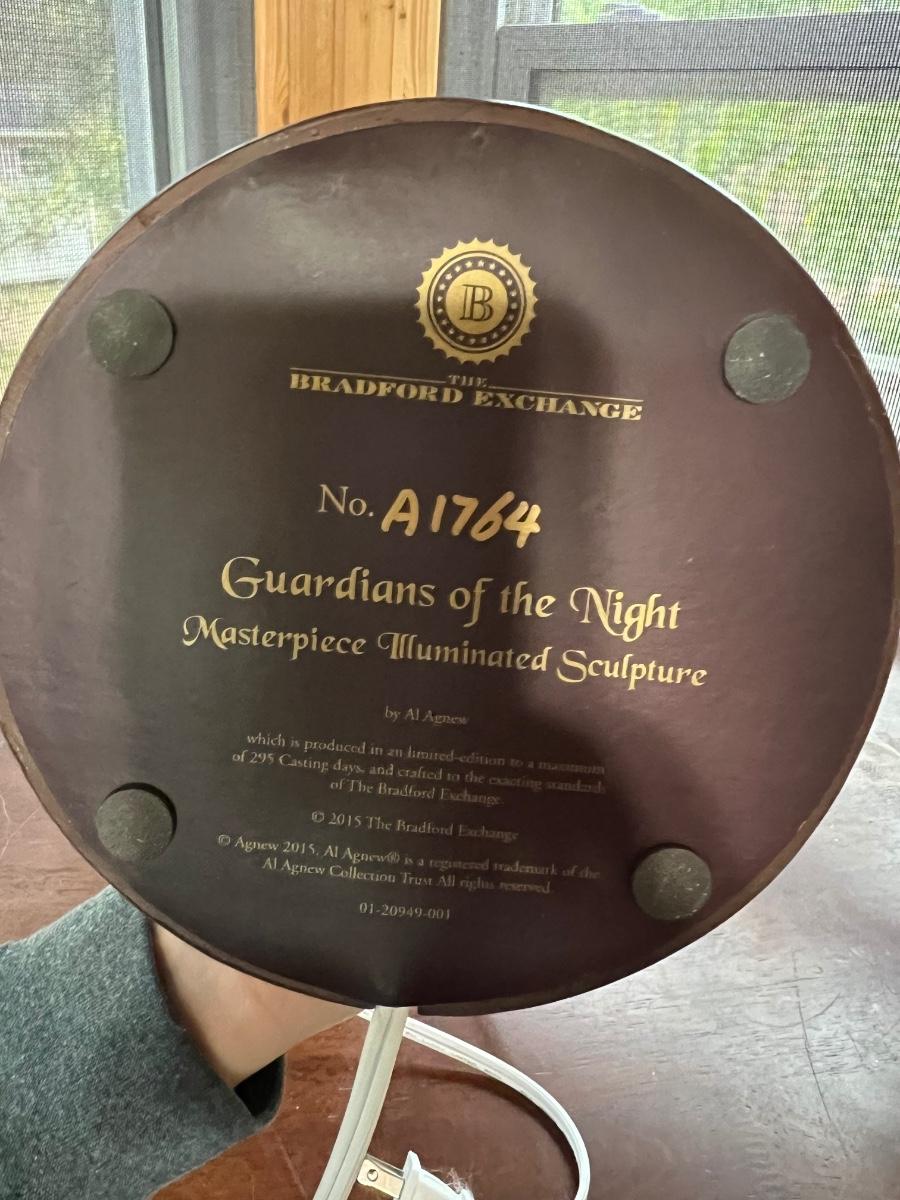 B
THE
BRADFORD EXCHANGE
No. A1764
Guardians of the Night
Masterpiece Illuminated Sculpture
by Al Agnew
which is produced in an limited-edition to a maximum
of 295 Casting days, and crafted to the exacting standards
of The Bradford Exchange.
© 2015 The Bradford Exchange
© Agnew 2015, Al Agnew® is a registered trademark of the
Al Agnew Collection Trust All rights reserved.
01-20949-001